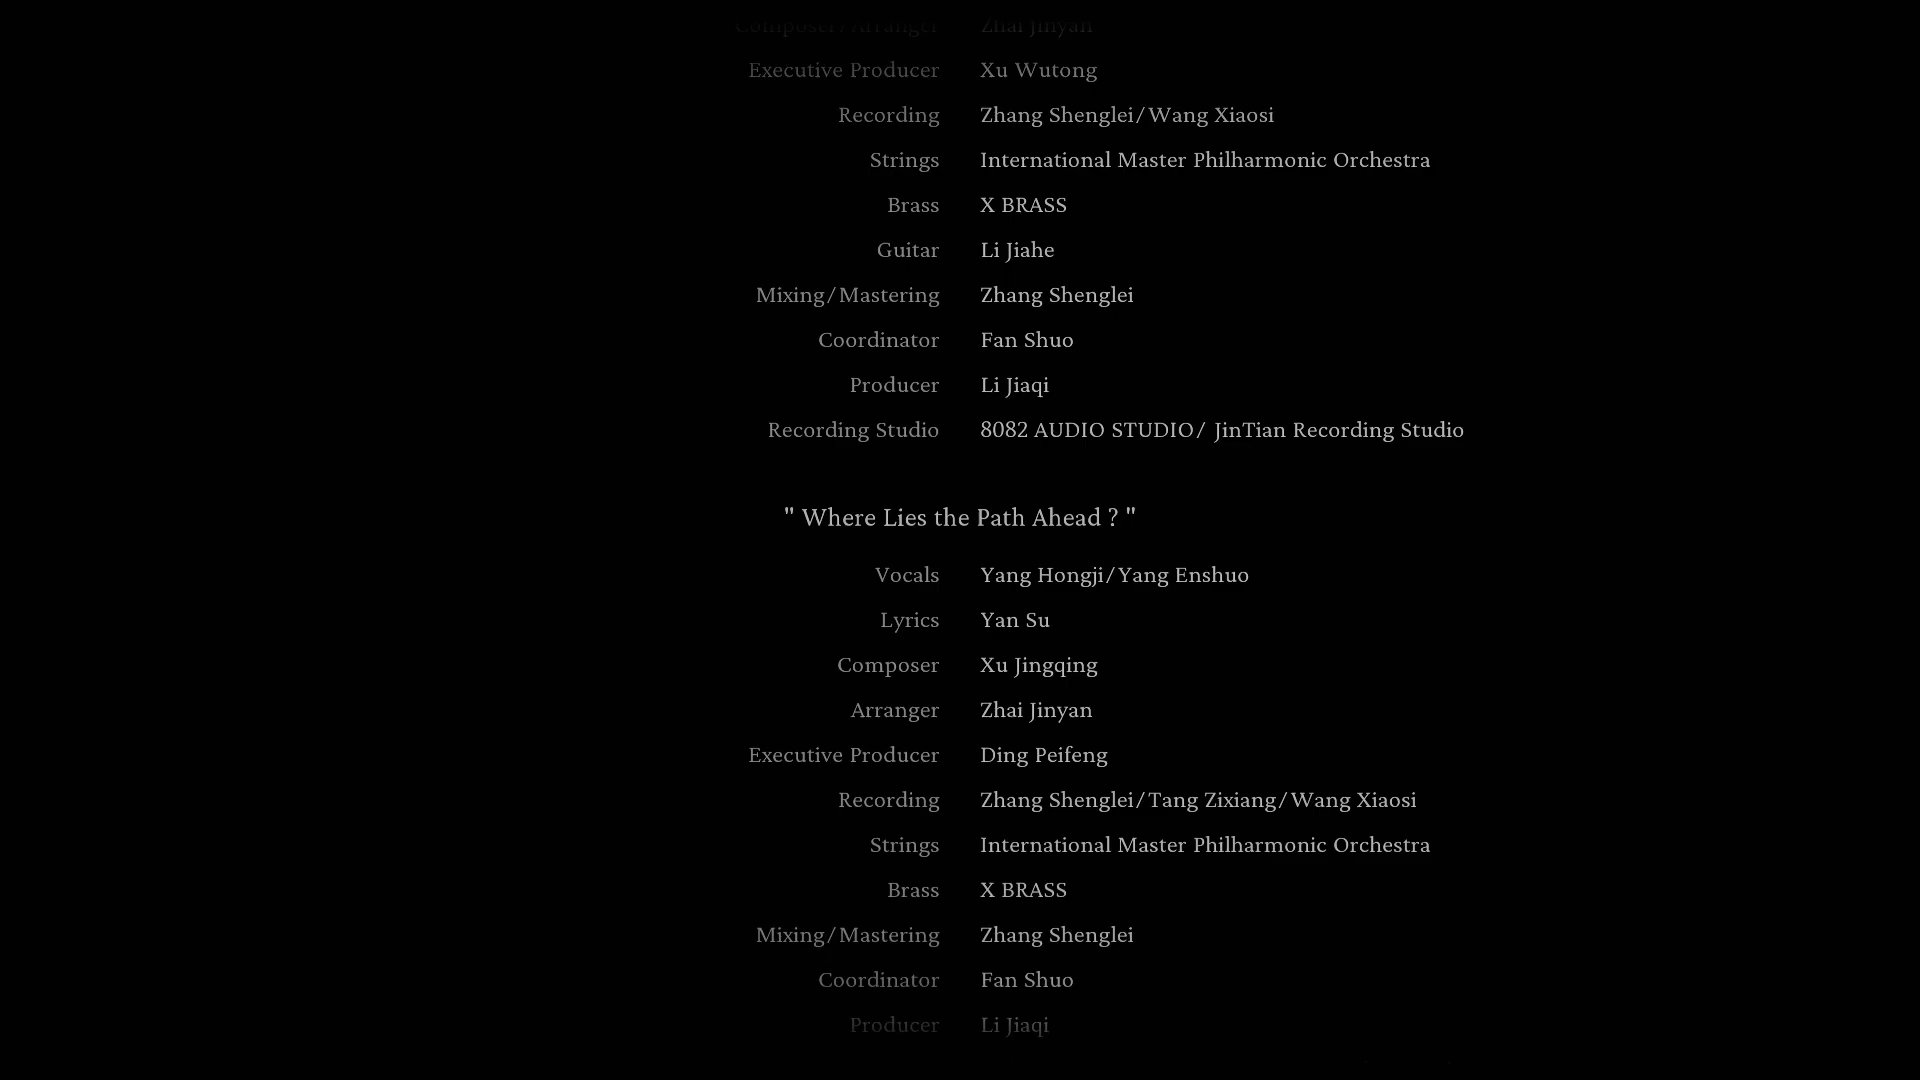 Composer/Arranger Zhai Jinyan
Executive Producer Xu Wutong
Recording Zhang Shenglei/Wang Xiaosi
Strings International Master Philharmonic Orchestra
Brass X BRASS
Guitar Li Jiahe
Mixing/Mastering Zhang Shenglei
Coordinator Fan Shuo
Producer Li Jiaqi
Recording Studio 8082 AUDIO STUDIO/ JinTian Recording Studio
" Where Lies the Path Ahead ? "
Vocals Yang Hongji/Yang Enshuo
Lyrics Yan Su
Composer Xu Jingqing
Arranger Zhai Jinyan
Executive Producer Ding Peifeng
Recording Zhang Shenglei/Tang Zixiang/Wang Xiaosi
Strings International Master Philharmonic Orchestra
Brass X BRASS
Mixing/Mastering Zhang Shenglei
Coordinator Fan Shuo
Producer Li Jiaqi